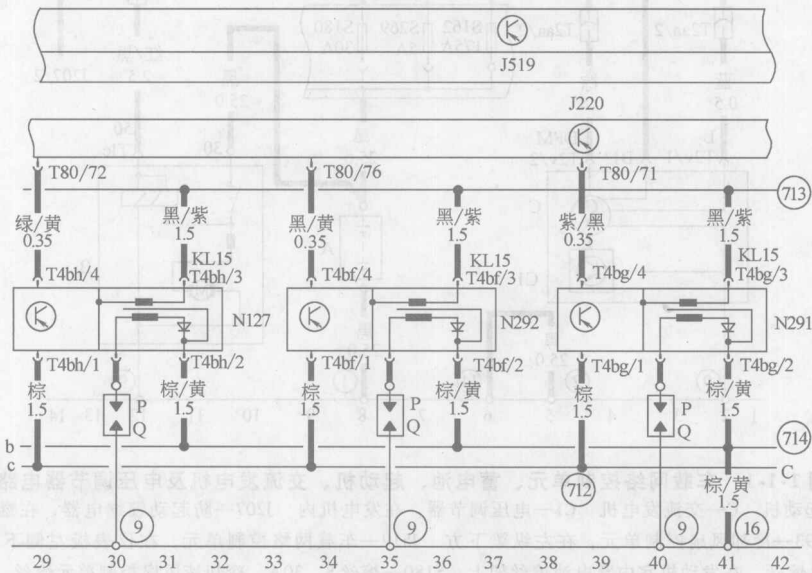 J519
J220
T80/72 T80/76 T80/71
713
绿/黄 黑/紫 黑/黄 黑/紫 紫/黑 黑/紫
0.35 1.5 0.35 1.5 0.35 1.5
KL15 KL15 KL15
T4bh/4 T4bh/3 T4bf/4 T4bf/3 T4bg/4 T4bg/3
N127 N292 N291
T4bh/1 T4bh/2 T4bf/1 T4bf/2 T4bg/1 T4bg/2
棕 棕/黄 棕 棕/黄 棕 棕/黄
1.5 P 1.5 1.5 P 1.5 1.5 P 1.5
Q Q Q
b 714
c C
712 棕/黄
1.5
9 9 9 16
29 30 31 32 33 34 35 36 37 38 39 40 41 42